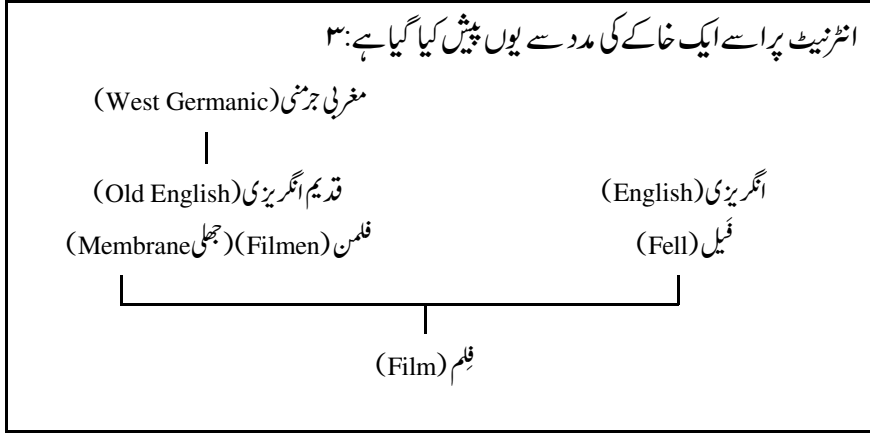 انٹرنیٹ پر اسے ایک خاکے کی مدد سے یوں پیش کیا گیا ہے:۳
مغربی جرمنی (West Germanic)
انگریزی (English) قدیم انگریزی (Old English)
فَیل (Fell) فلمن (Filmen) (جھلی Membrane)
فِلم (Film)